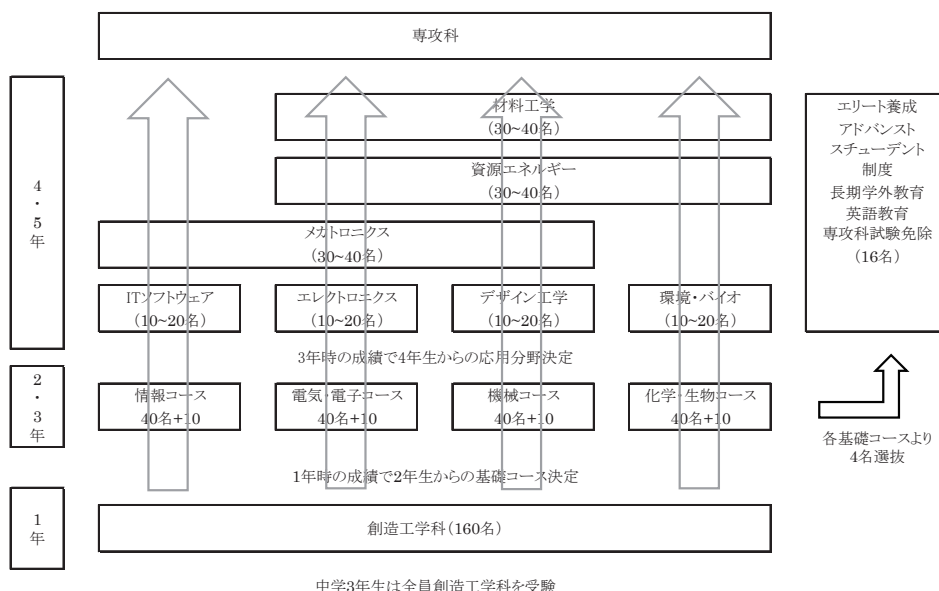 専攻科
材料工学
(30~40名)
資源エネルギー
(30~40名)
メカトロニクス
(30~40名)
ITソフトウェア
(10~20名)
エレクトロニクス
(10~20名)
デザイン工学
(10~20名)
環境・バイオ
(10~20名)
4・5年
3年時の成績で4年生からの応用分野決定
2・3年
情報コース
40名+10
電気・電子コース
40名+10
機械コース
40名+10
化学・生物コース
40名+10
1年時の成績で2年生からの基礎コース決定
1年
創造工学科(160名)
中学3年生は全員創造工学科を受験
エリート養成
アドバンスト
スチューデント
制度
長期学外教育
英語教育
専攻科試験免除
(16名)
各基礎コースより
4名選抜